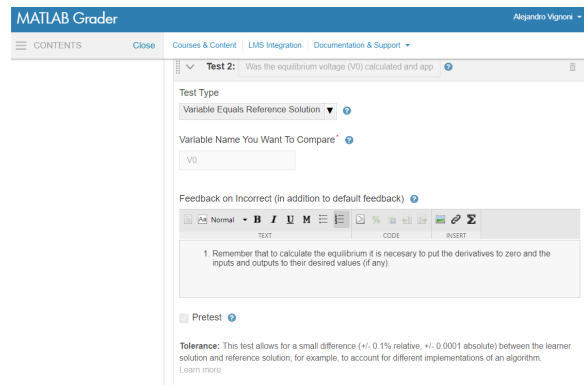 MATLAB Grader
Alejandro Vignoni
CONTENTS Close Courses & Content LMS Integration Documentation & Support
Test 2: Was the equilibrium voltage (V0) calculated and app
Test Type
Variable Equals Reference Solution
Variable Name You Want To Compare*
V0
Feedback on Incorrect (in addition to default feedback)
Normal B I U M
TEXT CODE INSERT
1. Remember that to calculate the equilibrium it is necesary to put the derivatives to zero and the
inputs and outputs to their desired values (if any).
Pretest
Tolerance: This test allows for a small difference (+/- 0.1% relative, +/- 0.0001 absolute) between the learner
solution and reference solution; for example, to account for different implementations of an algorithm.
Learn more